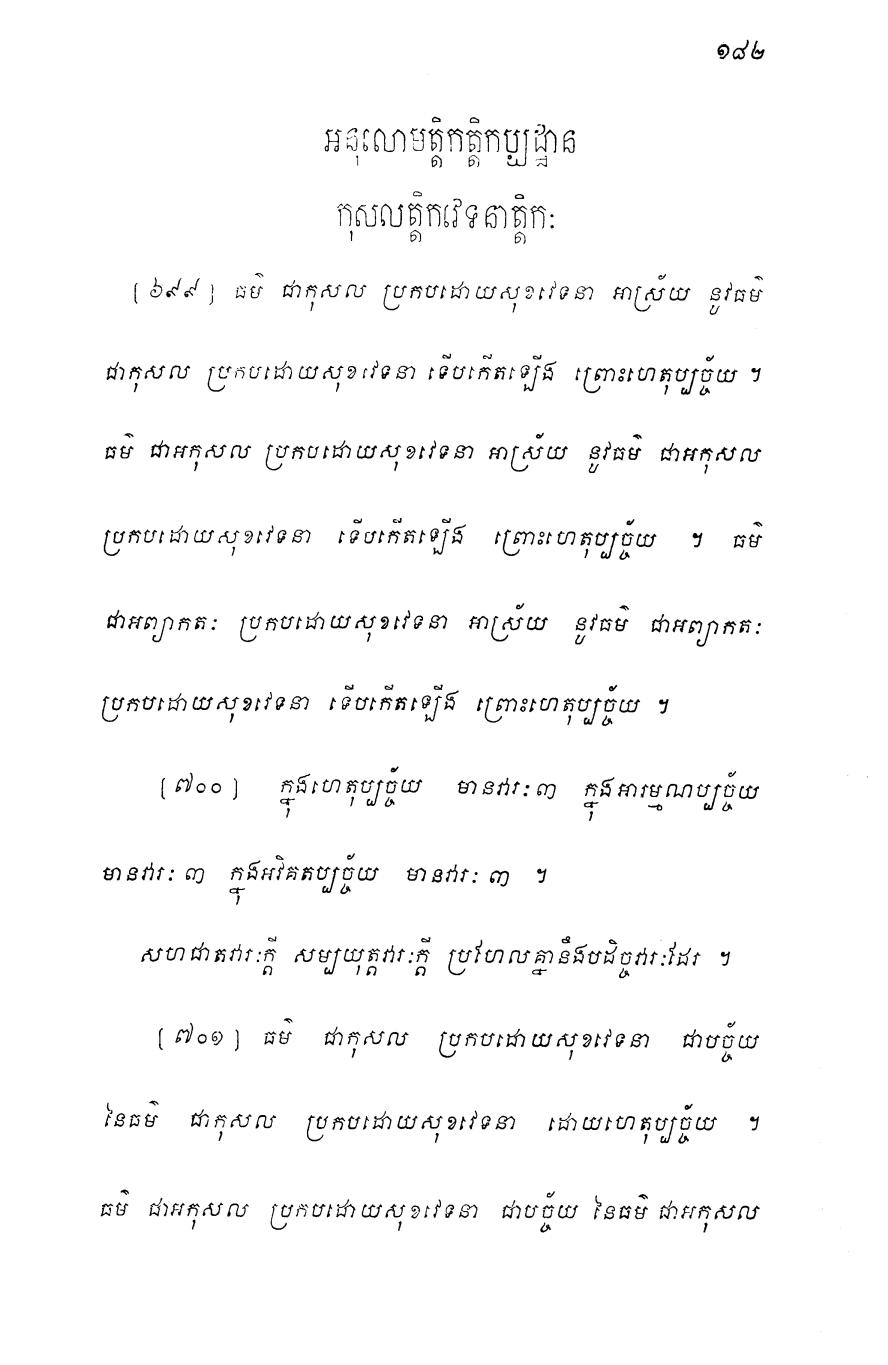 ១៨២
អនុលោមត្តិកត្តិកប្បដ្ឋាន
កុសលត្តិកវេទនាត្តិកៈ
[៦៩៩] ធម៌ ជាកុសល ប្រកបដោយសុខវេទនា អាស្រ័យ នូវធម៌
ជាកុសល ប្រកបដោយសុខវេទនា ទើបកើតឡើង ព្រោះហេតុប្បច្ច័យ ។
ធម៌ ជាអកុសល ប្រកបដោយសុខវេទនា អាស្រ័យ នូវធម៌ ជាអកុសល
ប្រកបដោយសុខវេទនា ទើបកើតឡើង ព្រោះហេតុប្បច្ច័យ ។ ធម៌
ជាអព្យាកតៈ ប្រកបដោយសុខវេទនា អាស្រ័យ នូវធម៌ ជាអព្យាកតៈ
ប្រកបដោយសុខវេទនា ទើបកើតឡើង ព្រោះហេតុប្បច្ច័យ ។
[៧០០] ក្នុងហេតុប្បច្ច័យ មានវារៈ៣ ក្នុងអារម្មណប្បច្ច័យ
មានវារៈ ៣ ក្នុងអវិគតប្បច្ច័យ មានវារៈ ៣ ។
សហជាតវារៈក្តី សម្បយុត្តវារៈក្តី ប្រហែលគ្នានឹងបដិច្ចវារៈដែរ ។
[៧០១] ធម៌ ជាកុសល ប្រកបដោយសុខវេទនា ជាបច្ច័យ
នៃធម៌ ជាកុសល ប្រកបដោយសុខវេទនា ដោយហេតុប្បច្ច័យ ។
ធម៌ ជាអកុសល ប្រកបដោយសុខវេទនា ជាបច្ច័យ នៃធម៌ ជាអកុសល